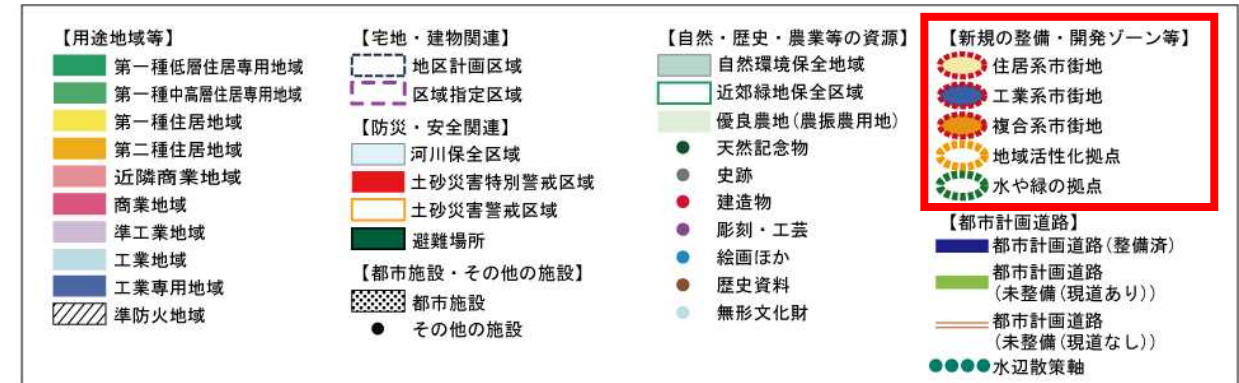 【用途地域等】
第一種低層住居専用地域
第一種中高層住居専用地域
第一種住居地域
第二種住居地域
近隣商業地域
商業地域
準工業地域
工業地域
工業専用地域
準防火地域
【宅地・建物関連】
地区計画区域
区域指定区域
【防災・安全関連】
河川保全区域
土砂災害特別警戒区域
土砂災害警戒区域
避難場所
【都市施設・その他の施設】
都市施設
その他の施設
【自然・歴史・農業等の資源】
自然環境保全地域
近郊緑地保全区域
優良農地(農振農用地)
天然記念物
史跡
建造物
彫刻・工芸
絵画ほか
歴史資料
無形文化財
【新規の整備・開発ゾーン等】
住居系市街地
工業系市街地
複合系市街地
地域活性化拠点
水や緑の拠点
【都市計画道路】
都市計画道路(整備済)
都市計画道路
(未整備(現道あり))
都市計画道路
(未整備(現道なし))
水辺散策軸